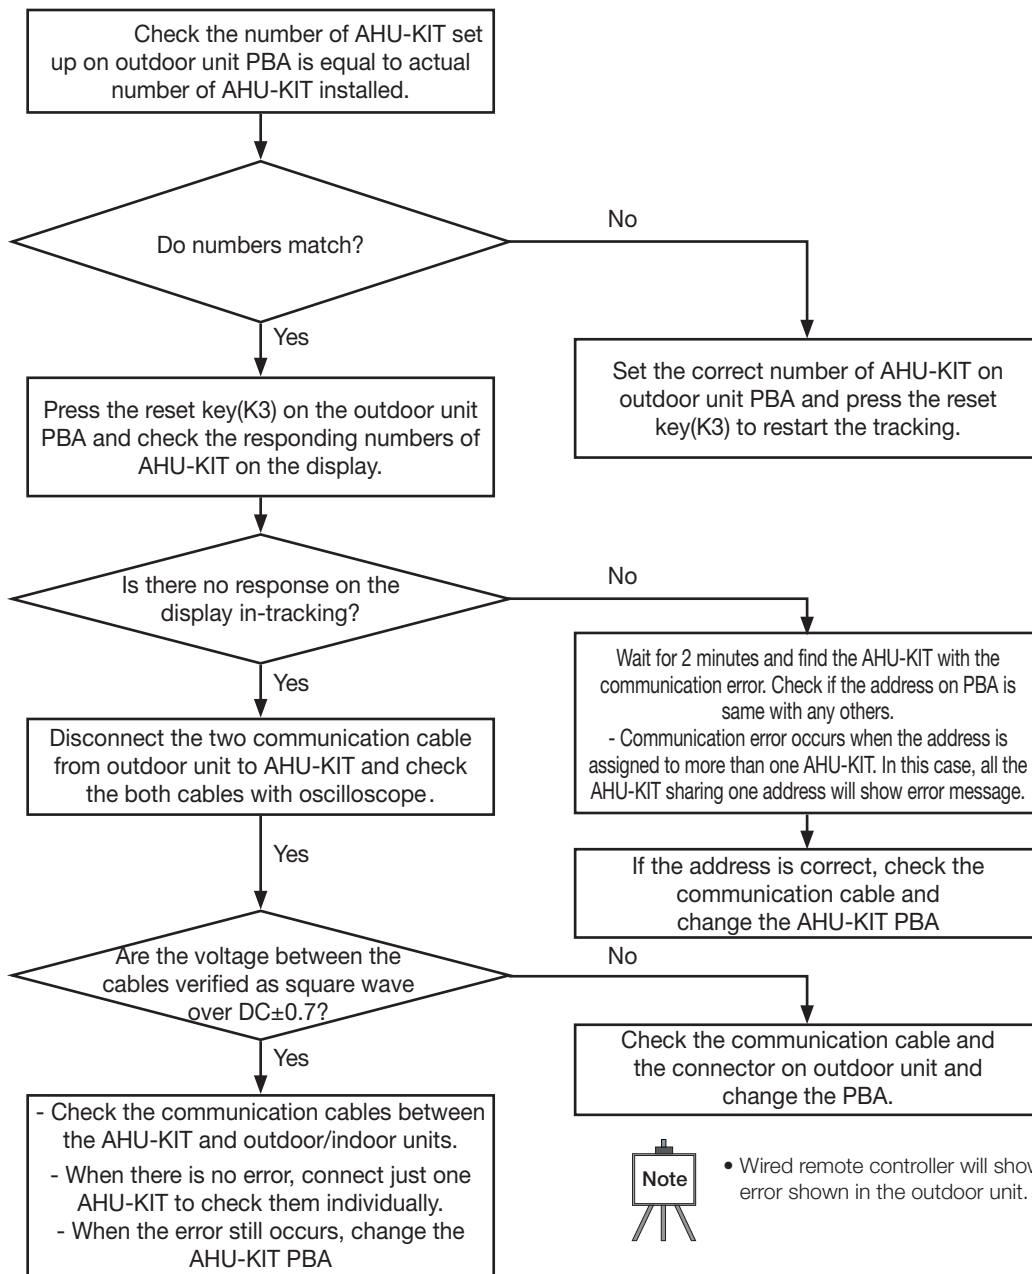 Check the number of AHU-KIT set
up on outdoor unit PBA is equal to actual
number of AHU-KIT installed.
Do numbers match?
No
Yes
Set the correct number of AHU-KIT on
outdoor unit PBA and press the reset
key(K3) to restart the tracking.
Press the reset key(K3) on the outdoor unit
PBA and check the responding numbers of
AHU-KIT on the display.
Is there no response on the
display in-tracking?
No
Yes
Wait for 2 minutes and find the AHU-KIT with the
communication error. Check if the address on PBA is
same with any others.
- Communication error occurs when the address is
assigned to more than one AHU-KIT. In this case, all the
AHU-KIT sharing one address will show error message.
Disconnect the two communication cable
from outdoor unit to AHU-KIT and check
the both cables with oscilloscope.
Yes
If the address is correct, check the
communication cable and
change the AHU-KIT PBA
Are the voltage between the
cables verified as square wave
over DC±0.7?
No
Yes
Check the communication cable and
the connector on outdoor unit and
change the PBA.
- Check the communication cables between
the AHU-KIT and outdoor/indoor units.
- When there is no error, connect just one
AHU-KIT to check them individually.
- When the error still occurs, change the
AHU-KIT PBA
Note
• Wired remote controller will show
error shown in the outdoor unit.